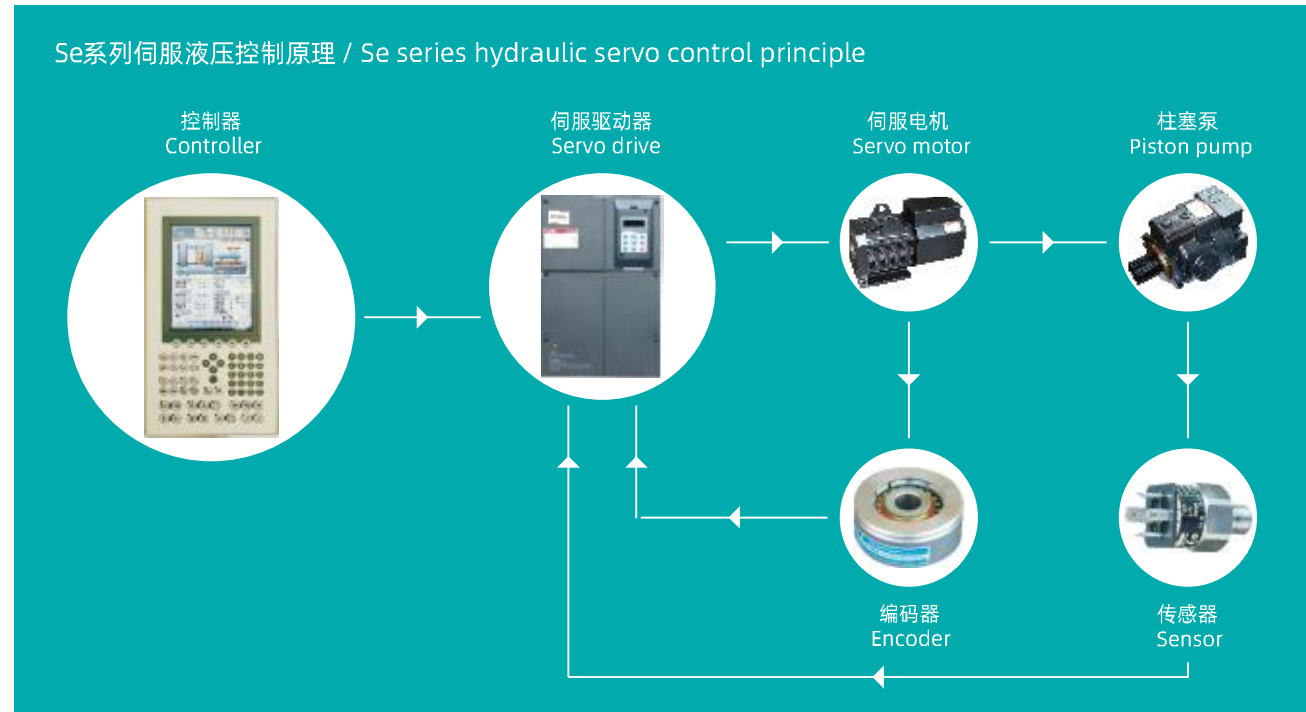 Se系列伺服液压控制原理 / Se series hydraulic servo control principle
控制器
Controller
伺服驱动器
Servo drive
伺服电机
Servo motor
柱塞泵
Piston pump
编码器
Encoder
传感器
Sensor